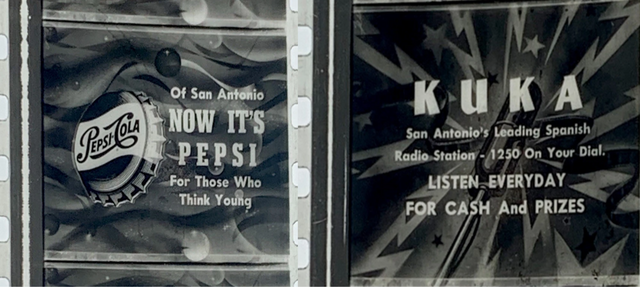 Of San Antonio
NOW IT'S
PEPSI
For Those Who
Think Young
PEPSI-COLA
KUKA
San Antonio's Leading Spanish
Radio Station - 1250 On Your Dial.
LISTEN EVERYDAY
FOR CASH And PRIZES